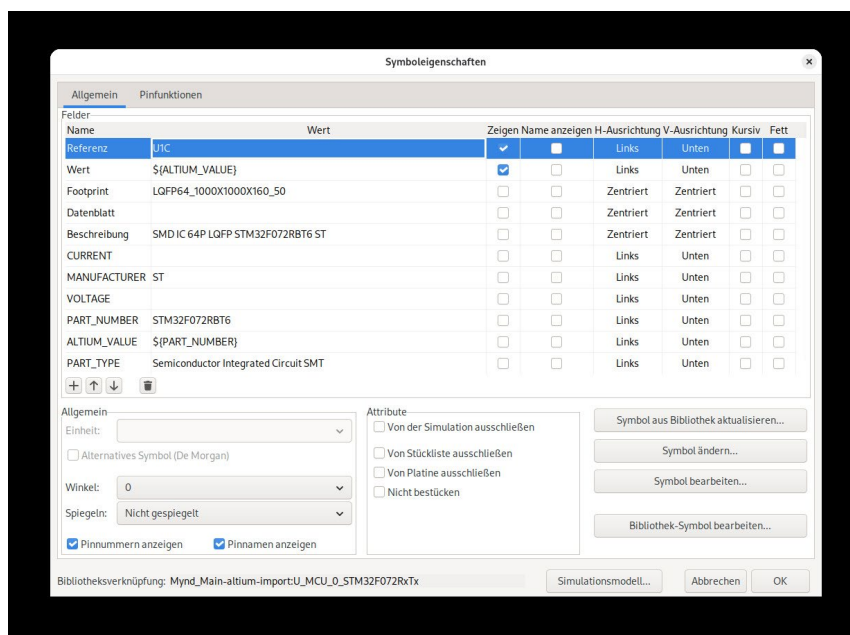 Symboleigenschaften
Allgemein Pinfunktionen
Felder
Name Wert Zeigen Name anzeigen H-Ausrichtung V-Ausrichtung Kursiv Fett
Referenz U1C Links Unten
Wert ${ALTIUM_VALUE} Links Unten
Footprint LQFP64_1000X1000X160_50 Zentriert Zentriert
Datenblatt Zentriert Zentriert
Beschreibung SMD IC 64P LQFP STM32F072RBT6 ST Zentriert Zentriert
CURRENT Links Unten
MANUFACTURER ST Links Unten
VOLTAGE Links Unten
PART_NUMBER STM32F072RBT6 Links Unten
ALTIUM_VALUE ${PART_NUMBER} Links Unten
PART_TYPE Semiconductor Integrated Circuit SMT Links Unten
Allgemein
Einheit:
Alternatives Symbol (De Morgan)
Winkel: 0
Spiegeln: Nicht gespiegelt
Pinnummern anzeigen Pinnamen anzeigen
Attribute
Von der Simulation ausschließen
Von Stückliste ausschließen
Von Platine ausschließen
Nicht bestücken
Symbol aus Bibliothek aktualisieren...
Symbol ändern...
Symbol bearbeiten...
Bibliothek-Symbol bearbeiten...
Bibliotheksverknüpfung: Mynd_Main-altium-import:U_MCU_0_STM32F072RxTx
Simulationsmodell... Abbrechen OK